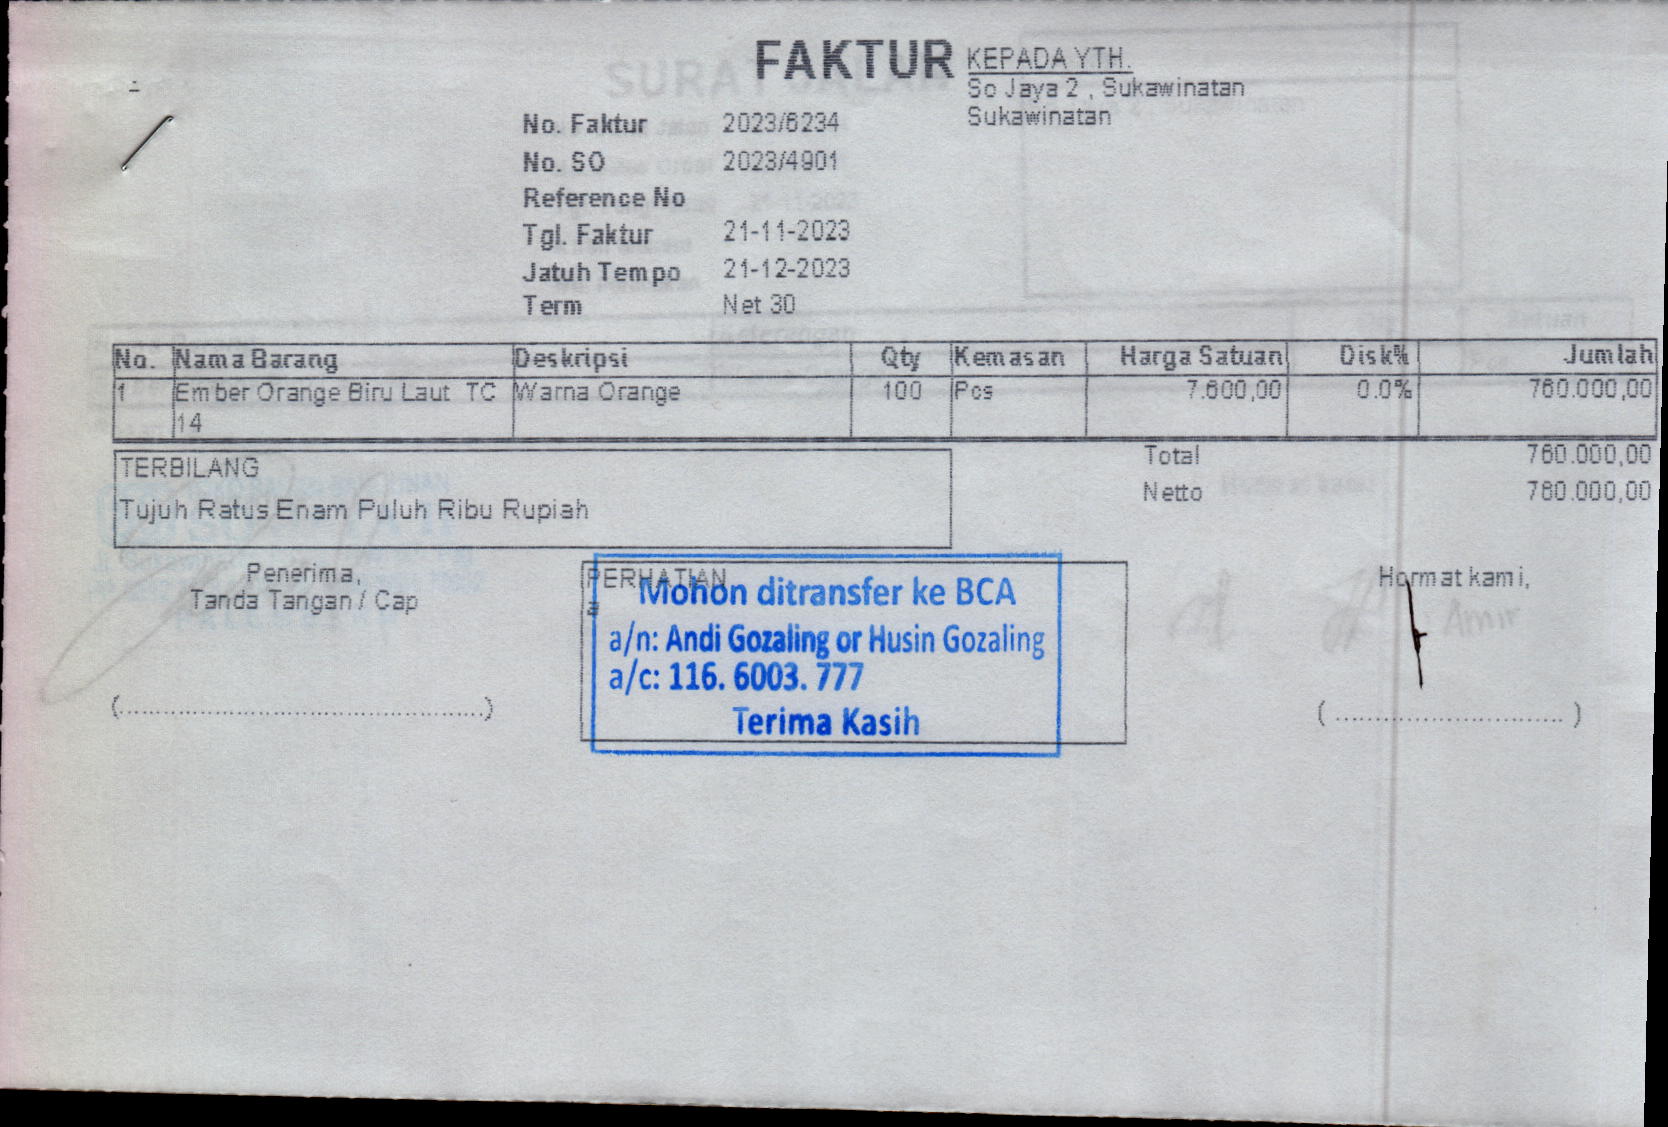 FAKTUR
KEPADA YTH.
So Jaya 2 , Sukawinatan
Sukawinatan
No. Faktur 2023/6234
No. SO 2023/4901
Reference No
Tgl. Faktur 21-11-2023
Jatuh Tempo 21-12-2023
Term Net 30
No. Nama Barang Deskripsi Qty Kemasan Harga Satuan Disk% Jumlah
1 Ember Orange Biru Laut TC Warna Orange 100 Pcs 7.600,00 0.0% 760.000,00
14
TERBILANG
Tujuh Ratus Enam Puluh Ribu Rupiah
Total 760.000,00
Netto 760.000,00
Penerima,
Tanda Tangan / Cap
(..................................................)
PERHATIAN
a
Mohon ditransfer ke BCA
a/n: Andi Gozaling or Husin Gozaling
a/c: 116. 6003. 777
Terima Kasih
Hormat kami,
Amir
( ............................... )